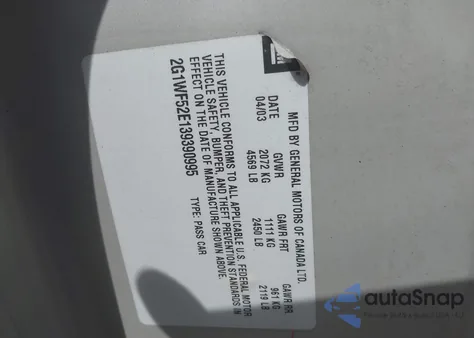 MFD BY GENERAL MOTORS OF CANADA LTD.
DATE GVWR GAWR FRT GAWR RR
04/03 2072 KG 1111 KG 961 KG
4569 LB 2450 LB 2119 LB
THIS VEHICLE CONFORMS TO ALL APPLICABLE U.S. FEDERAL MOTOR
VEHICLE SAFETY, BUMPER, AND THEFT PREVENTION STANDARDS IN
EFFECT ON THE DATE OF MANUFACTURE SHOWN ABOVE.
2G1WF52E139390995 TYPE: PASS CAR
autoSnap